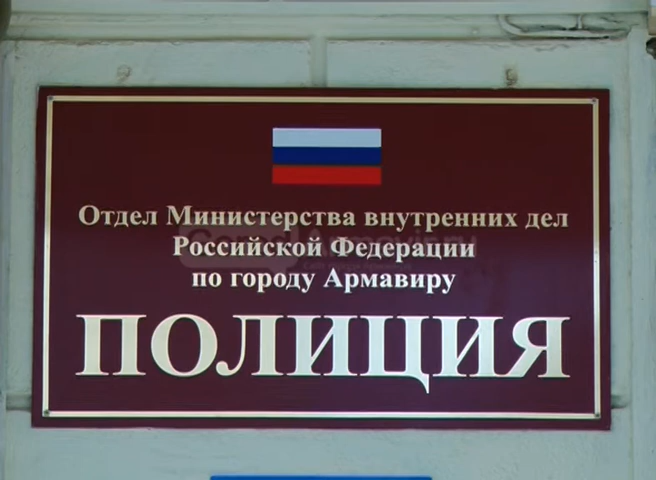 Отдел Министерства внутренних дел
Российской Федерации
по городу Армавиру
ПОЛИЦИЯ